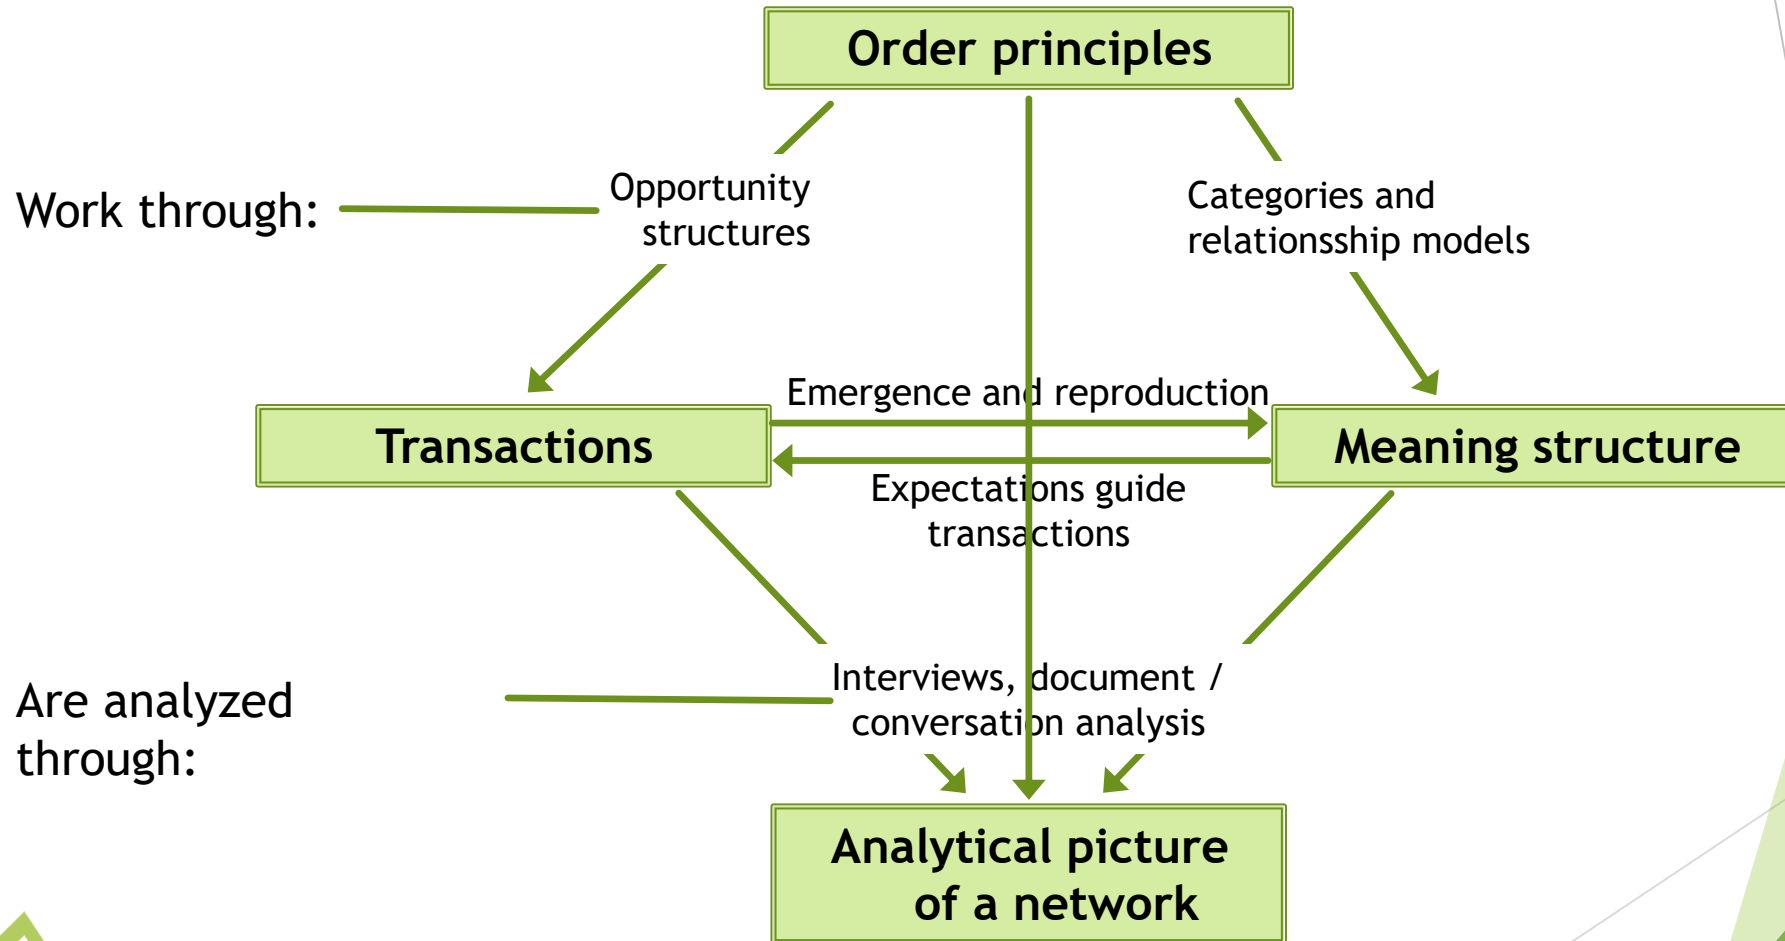 Order principles
Work through:
Opportunity
structures
Categories and
relationsship models
Emergence and reproduction
Transactions
Meaning structure
Expectations guide
transactions
Interviews, document /
conversation analysis
Are analyzed
through:
Analytical picture
of a network